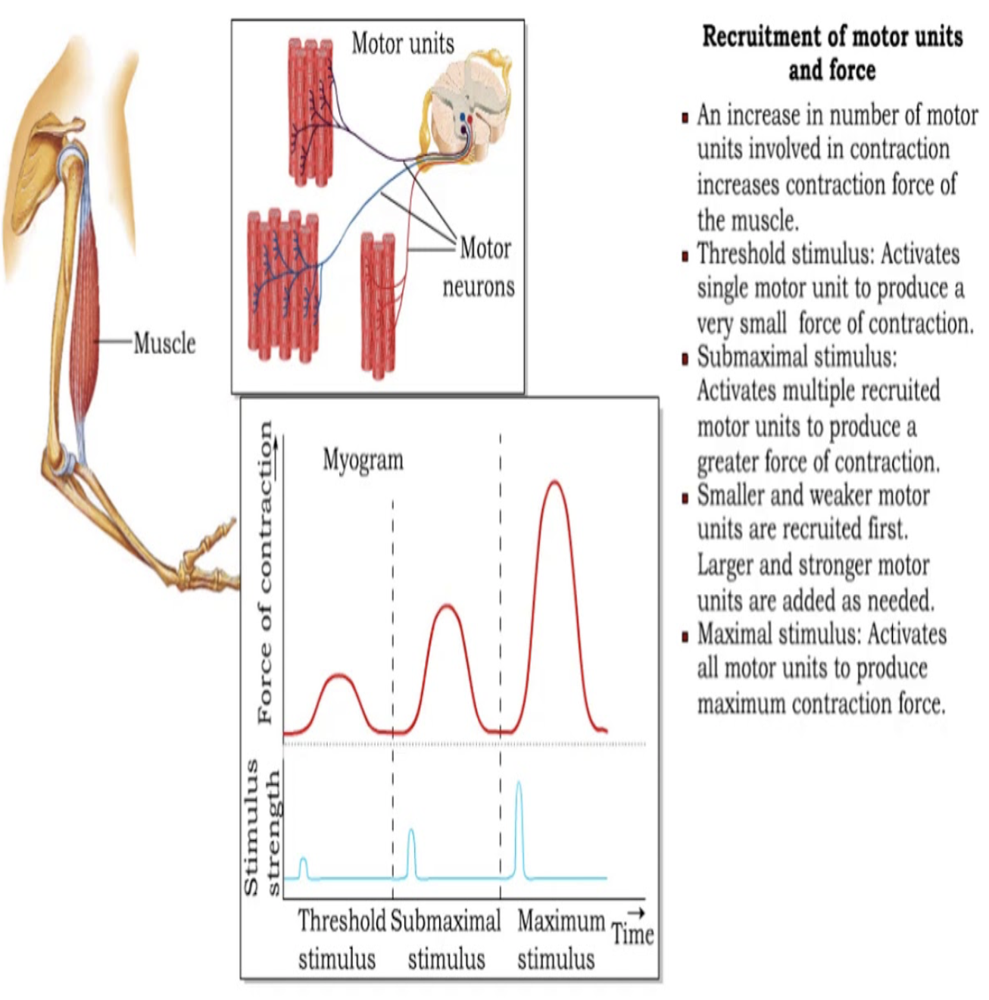 Motor units
Motor
neurons
Muscle
Recruitment of motor units
and force
An increase in number of motor
units involved in contraction
increases contraction force of
the muscle.
Threshold stimulus: Activates
single motor unit to produce a
very small force of contraction.
Submaximal stimulus:
Activates multiple recruited
motor units to produce a
greater force of contraction.
Smaller and weaker motor
units are recruited first.
Larger and stronger motor
units are added as needed.
Maximal stimulus: Activates
all motor units to produce
maximum contraction force.
Myogram
Force of contraction
Stimulus
strength
Threshold
stimulus
Submaximal
stimulus
Maximum
stimulus
Time